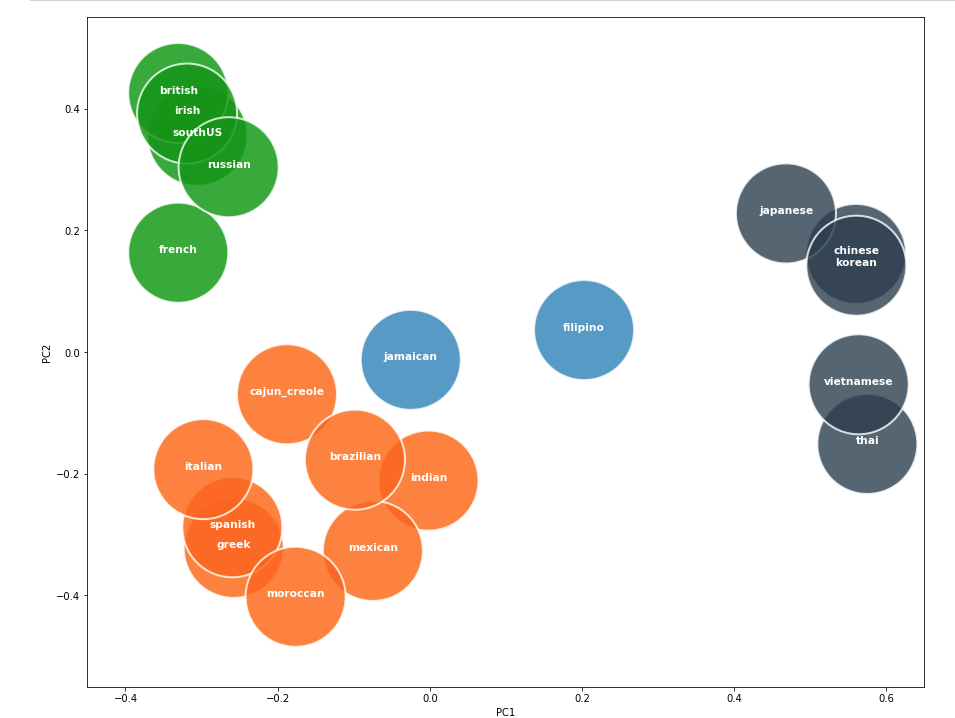 british
irish
southUS
russian
french
japanese
chinese
korean
filipino
jamaican
vietnamese
cajun_creole
thai
brazilian
italian
indian
spanish
greek
mexican
moroccan
0.4
0.2
0.0
−0.2
−0.4
PC2
−0.4
−0.2
0.0
0.2
0.4
0.6
PC1